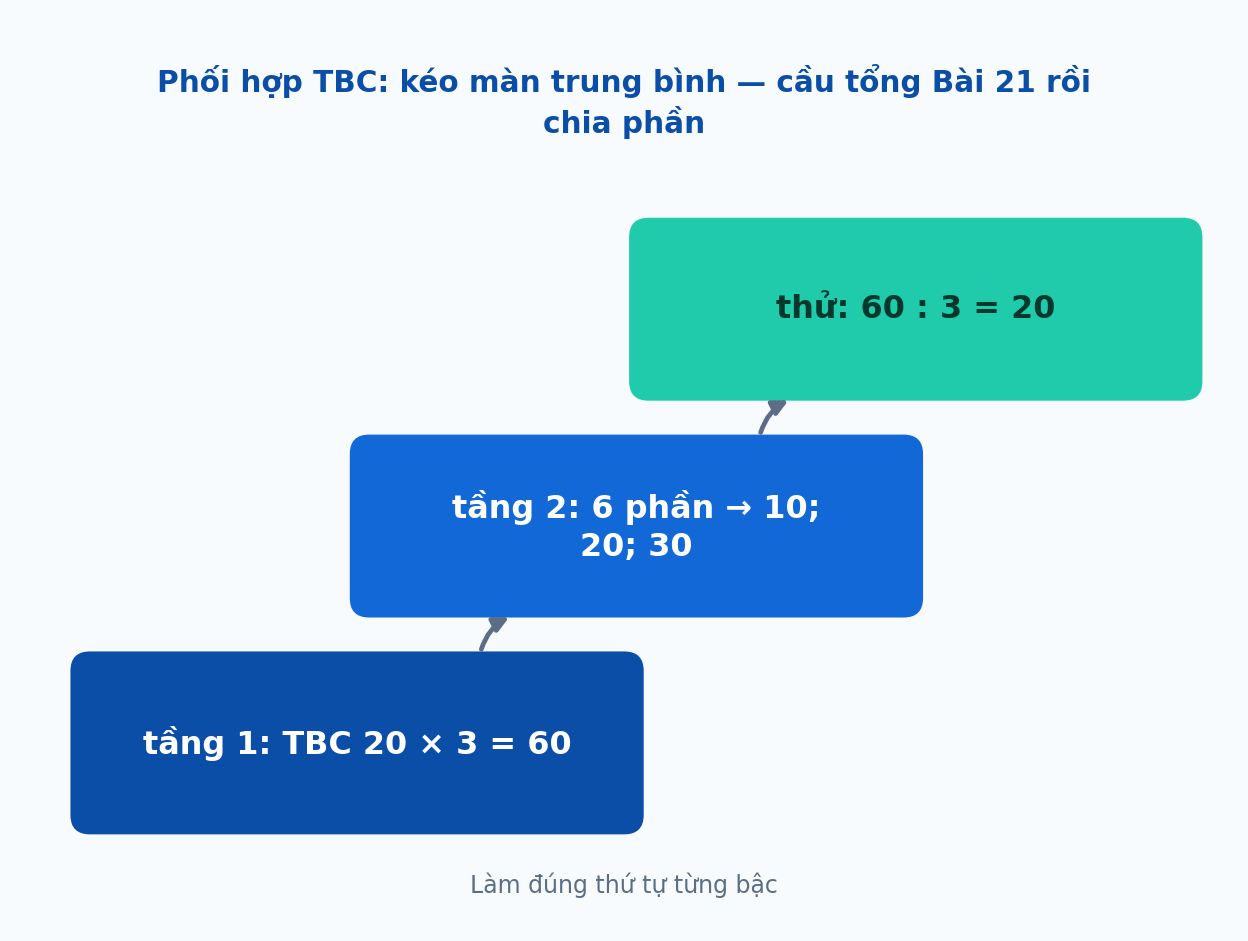 Phối hợp TBC: kéo màn trung bình — cầu tổng Bài 21 rồi
chia phần
thử: 60 : 3 = 20
tầng 2: 6 phần → 10;
20; 30
tầng 1: TBC 20 × 3 = 60
Làm đúng thứ tự từng bậc